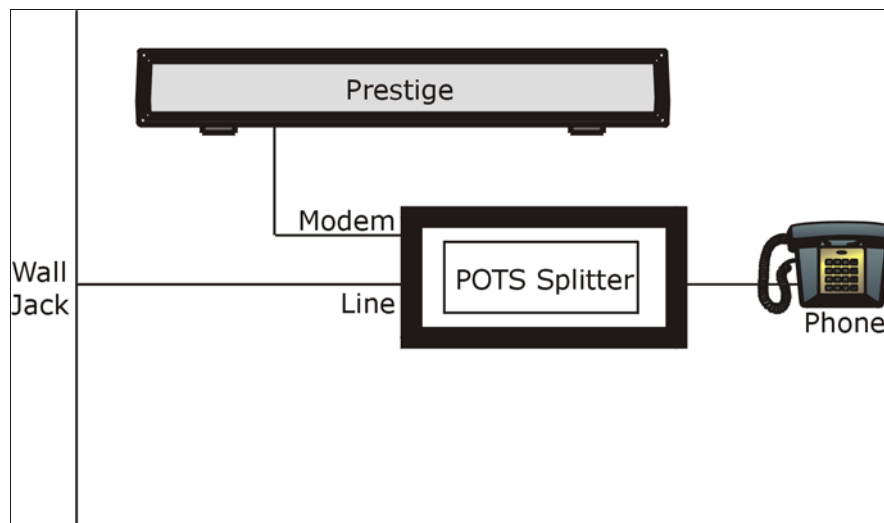 Prestige
Modem
Wall
Jack
Line
POTS Splitter
Phone